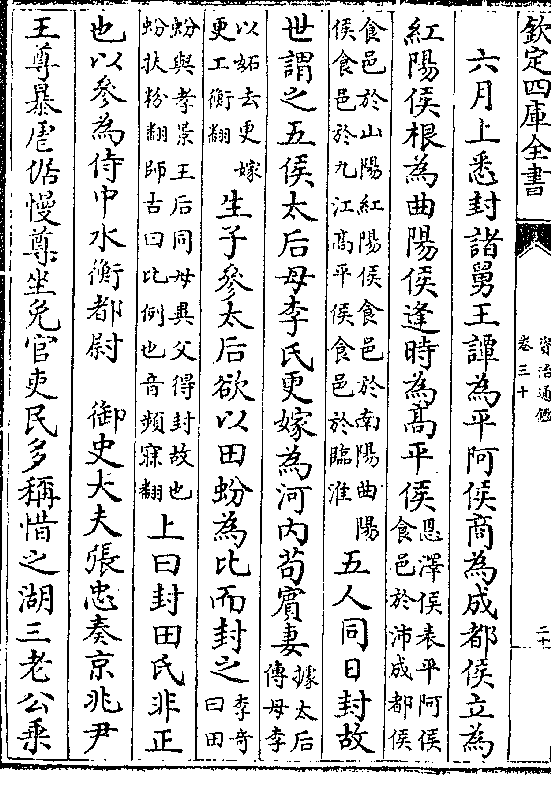 欽定四庫全書
資治通鑑
卷三十
二十
六月上悉封諸舅王譚為平阿侯商為成都侯立為
紅陽侯根為曲陽侯逢時為髙平侯恩澤侯表平阿侯食邑於沛成都侯
食邑於山陽紅陽侯食邑於南陽曲陽侯食邑於九江髙平侯食邑於臨淮五人同日封故
世謂之五侯太后母李氏更嫁為河内苟賓妻據太后傳母李
以妬去更嫁更工衡翻生子參太后欲以田蚡為比而封之李奇曰田
蚡與孝景王后同母異父得封故也蚡扶粉翻師古曰比例也音頻寐翻上曰封田氏非正
也以參為侍中水衡都尉 御史大夫張忠奏京兆尹
王尊暴虐倨慢尊坐免官吏民多稱惜之湖三老公乘